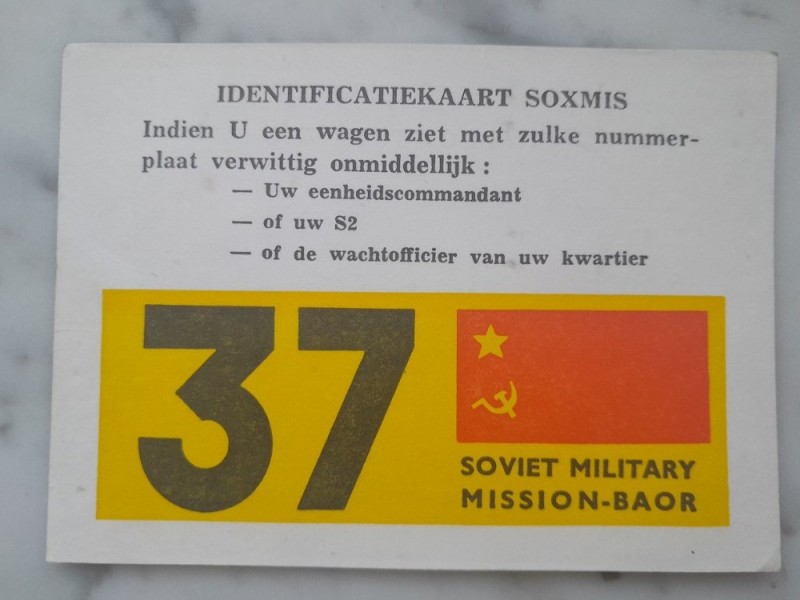 IDENTIFICATIEKAART SOXMIS
Indien U een wagen ziet met zulke nummer-
plaat verwittig onmiddellijk :
— Uw eenheidscommandant
— of uw S2
— of de wachtofficier van uw kwartier
37
SOVIET MILITARY
MISSION-BAOR